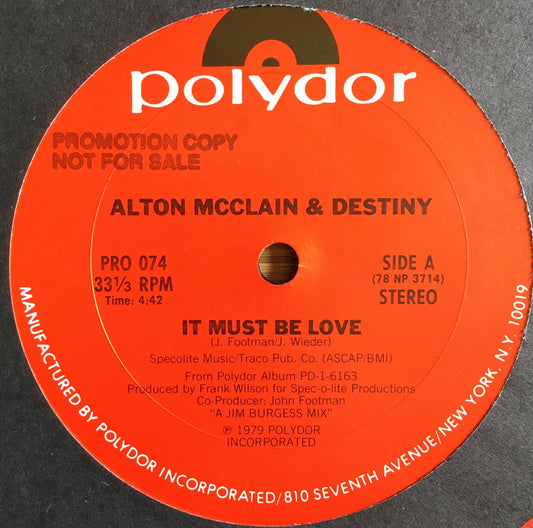 polydor
PROMOTION COPY
NOT FOR SALE
ALTON MCCLAIN & DESTINY
PRO 074
33⅓ RPM
Time: 4:42
SIDE A
(78 NP 3714)
STEREO
IT MUST BE LOVE
(J. Footman/J. Wieder)
Specolite Music/Traco Pub. Co. (ASCAP/BMI)
From Polydor Album PD-1-6163
Produced by Frank Wilson for Spec-o-lite Productions
Co-Producer: John Footman
"A JIM BURGESS MIX"
℗ 1979 POLYDOR
INCORPORATED
MANUFACTURED BY POLYDOR INCORPORATED/810 SEVENTH AVENUE/NEW YORK, N.Y. 10019